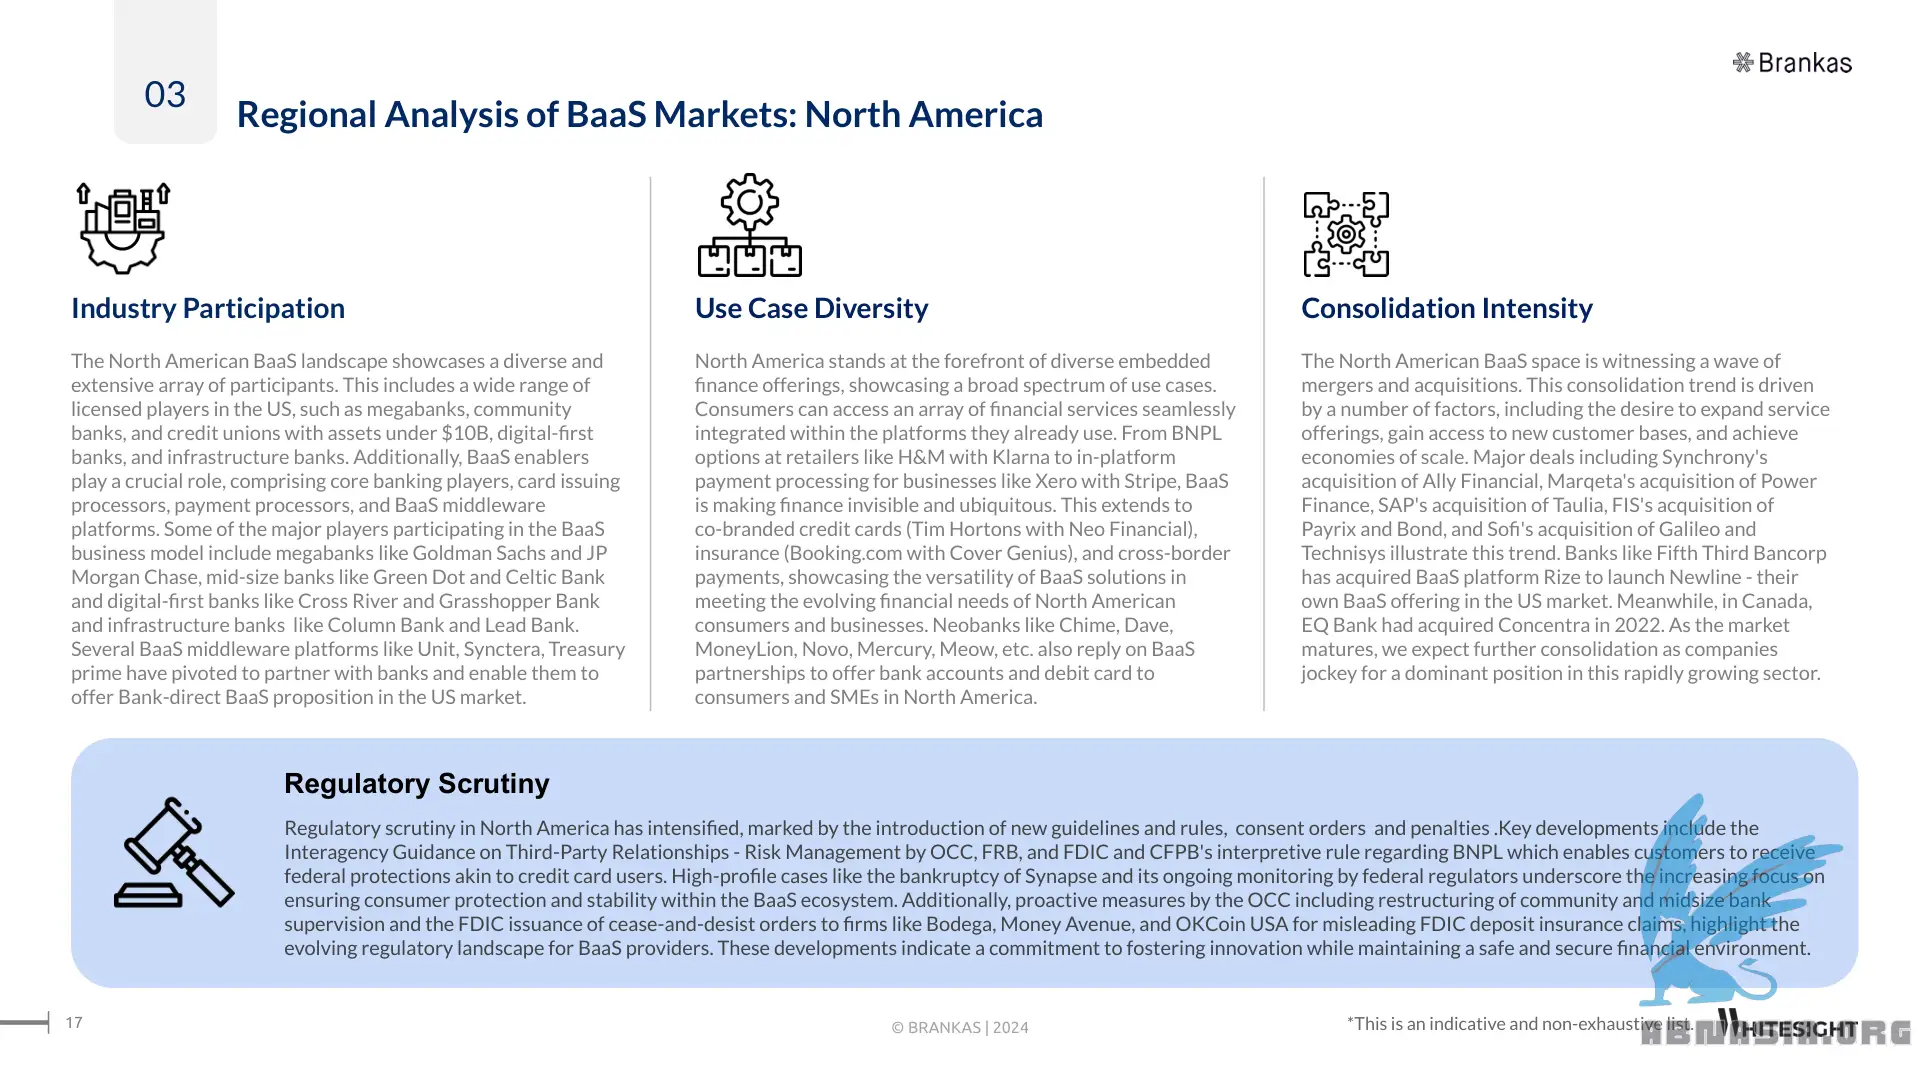 03
Brankas
Regional Analysis of BaaS Markets: North America
Industry Participation
The North American BaaS landscape showcases a diverse and
extensive array of participants. This includes a wide range of
licensed players in the US, such as megabanks, community
banks, and credit unions with assets under $10B, digital-first
banks, and infrastructure banks. Additionally, BaaS enablers
play a crucial role, comprising core banking players, card issuing
processors, payment processors, and BaaS middleware
platforms. Some of the major players participating in the BaaS
business model include megabanks like Goldman Sachs and JP
Morgan Chase, mid-size banks like Green Dot and Celtic Bank
and digital-first banks like Cross River and Grasshopper Bank
and infrastructure banks  like Column Bank and Lead Bank.
Several BaaS middleware platforms like Unit, Synctera, Treasury
prime have pivoted to partner with banks and enable them to
offer Bank-direct BaaS proposition in the US market.
Use Case Diversity
North America stands at the forefront of diverse embedded
finance offerings, showcasing a broad spectrum of use cases.
Consumers can access an array of financial services seamlessly
integrated within the platforms they already use. From BNPL
options at retailers like H&M with Klarna to in-platform
payment processing for businesses like Xero with Stripe, BaaS
is making finance invisible and ubiquitous. This extends to
co-branded credit cards (Tim Hortons with Neo Financial),
insurance (Booking.com with Cover Genius), and cross-border
payments, showcasing the versatility of BaaS solutions in
meeting the evolving financial needs of North American
consumers and businesses. Neobanks like Chime, Dave,
MoneyLion, Novo, Mercury, Meow, etc. also reply on BaaS
partnerships to offer bank accounts and debit card to
consumers and SMEs in North America.
Consolidation Intensity
The North American BaaS space is witnessing a wave of
mergers and acquisitions. This consolidation trend is driven
by a number of factors, including the desire to expand service
offerings, gain access to new customer bases, and achieve
economies of scale. Major deals including Synchrony's
acquisition of Ally Financial, Marqeta's acquisition of Power
Finance, SAP's acquisition of Taulia, FIS's acquisition of
Payrix and Bond, and Sofi's acquisition of Galileo and
Technisys illustrate this trend. Banks like Fifth Third Bancorp
has acquired BaaS platform Rize to launch Newline - their
own BaaS offering in the US market. Meanwhile, in Canada,
EQ Bank had acquired Concentra in 2022. As the market
matures, we expect further consolidation as companies
jockey for a dominant position in this rapidly growing sector.
Regulatory Scrutiny
Regulatory scrutiny in North America has intensified, marked by the introduction of new guidelines and rules,  consent orders  and penalties .Key developments include the
Interagency Guidance on Third-Party Relationships - Risk Management by OCC, FRB, and FDIC and CFPB's interpretive rule regarding BNPL which enables customers to receive
federal protections akin to credit card users. High-profile cases like the bankruptcy of Synapse and its ongoing monitoring by federal regulators underscore the increasing focus on
ensuring consumer protection and stability within the BaaS ecosystem. Additionally, proactive measures by the OCC including restructuring of community and midsize bank
supervision and the FDIC issuance of cease-and-desist orders to firms like Bodega, Money Avenue, and OKCoin USA for misleading FDIC deposit insurance claims, highlight the
evolving regulatory landscape for BaaS providers. These developments indicate a commitment to fostering innovation while maintaining a safe and secure financial environment.
17
© BRANKAS | 2024
*This is an indicative and non-exhaustive list.
WHITESIGHT
ABNASIA.ORG